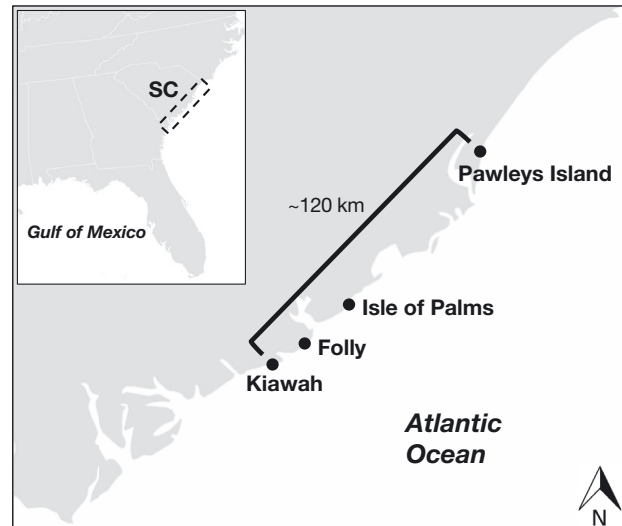 SC
Gulf of Mexico
~120 km
Pawleys Island
Isle of Palms
Folly
Kiawah
Atlantic
Ocean
N